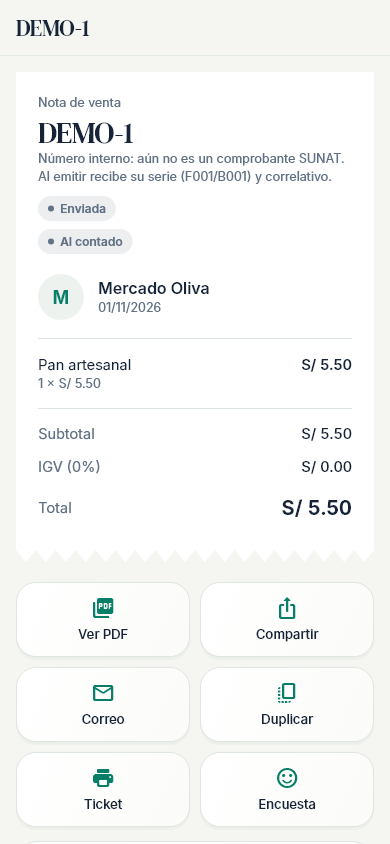 DEMO-1
Nota de venta
DEMO-1
Número interno: aún no es un comprobante SUNAT.
Al emitir recibe su serie (F001/B001) y correlativo.
Enviada
Al contado
M
Mercado Oliva
01/11/2026
Pan artesanal S/ 5.50
1 × S/ 5.50
Subtotal S/ 5.50
IGV (0%) S/ 0.00
Total S/ 5.50
PDF
Ver PDF Compartir
Correo Duplicar
Ticket Encuesta